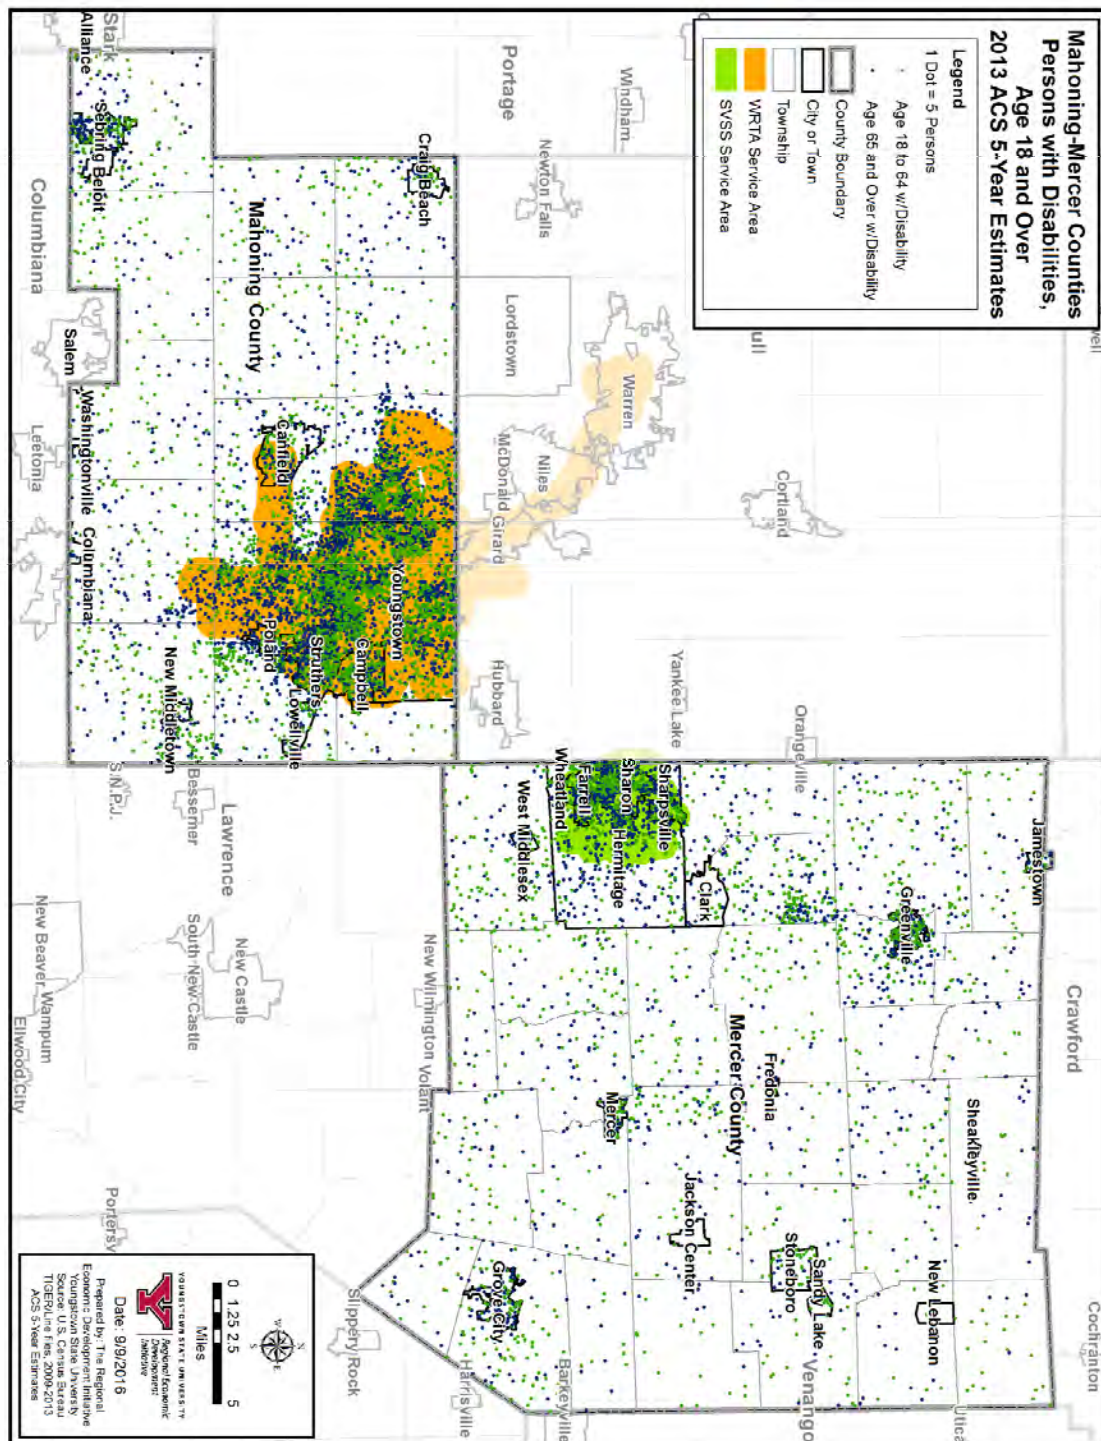 Mahoning-Mercer Counties
Persons with Disabilities,
Age 18 and Over
2013 ACS 5-Year Estimates
Legend
1 Dot = 5 Persons
Age 18 to 64 w/Disability
Age 65 and Over w/Disability
County Boundary
City or Town
Township
WRTA Service Area
SVSS Service Area
Stark
Alliance
Sebring
Beloit
Columbiana
Portage
Windham
Newton Falls
Craig Beach
Mahoning County
Lordstown
Salem
Warren
Niles
McDonald
Girard
Cortland
Canfield
Washingtonville
Leetonia
Columbiana
Youngstown
Campbell
Struthers
Poland
Lowellville
New Middletown
Hubbard
Yankee Lake
Orangeville
S.N.P.J.
Bessemer
Lawrence
Jamestown
Greenville
Clark
Sharpsville
Sharon
Hermitage
Farrell
Wheatland
West Middlesex
Crawford
New Castle
South New Castle
New Beaver
Wampum
Ellwood City
New Wilmington
Volant
Mercer County
Fredonia
Sheakleyville
Mercer
Jackson Center
Stoneboro
Sandy Lake
New Lebanon
Cochranton
Utica
Venango
Grove City
Barkeyville
Harrisville
Slippery Rock
Portersv
N
W
E
S
0 1.25 2.5 5
Miles
YOUNGSTOWN STATE UNIVERSITY
Regional Economic
Development
Initiative
Date: 9/9/2016
Prepared by: The Regional
Economic Development Initiative
Youngstown State University
Source: U.S. Census Bureau
TIGER/Line Files, 2009-2013
ACS 5-Year Estimates